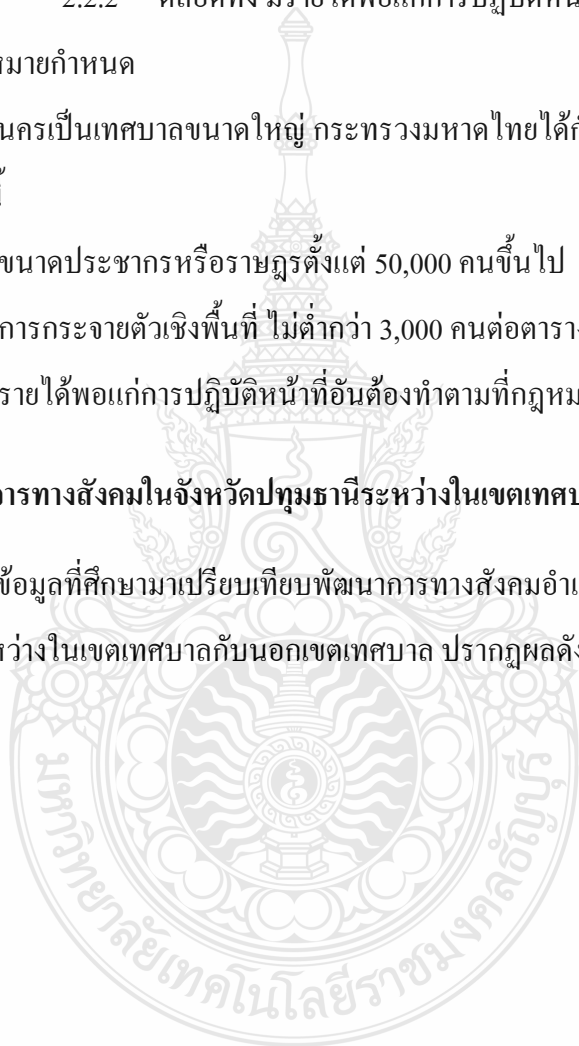 2.2.2 ตลอดทั้ง มีรายได้พอแก่การปฏิบัติหน้
หมายกำหนด
นครเป็นเทศบาลขนาดใหญ่ กระทรวงมหาดไทยได้กํ
นี้
ขนาดประชากรหรือราษฎรตั้งแต่ 50,000 คนขึ้นไป
การกระจายตัวเชิงพื้นที่ ไม่ต่ำกว่า 3,000 คนต่อตาราง
รายได้พอแก่การปฏิบัติหน้าที่อันต้องทำตามที่กฎหม
การทางสังคมในจังหวัดปทุมธานีระหว่างในเขตเทศบ
ข้อมูลที่ศึกษามาเปรียบเทียบพัฒนาการทางสังคมอำเ
หว่างในเขตเทศบาลกับนอกเขตเทศบาล ปรากฏผลดัง
มหาวิทยาลัยเทคโนโลยีราชมงคลธัญบุรี